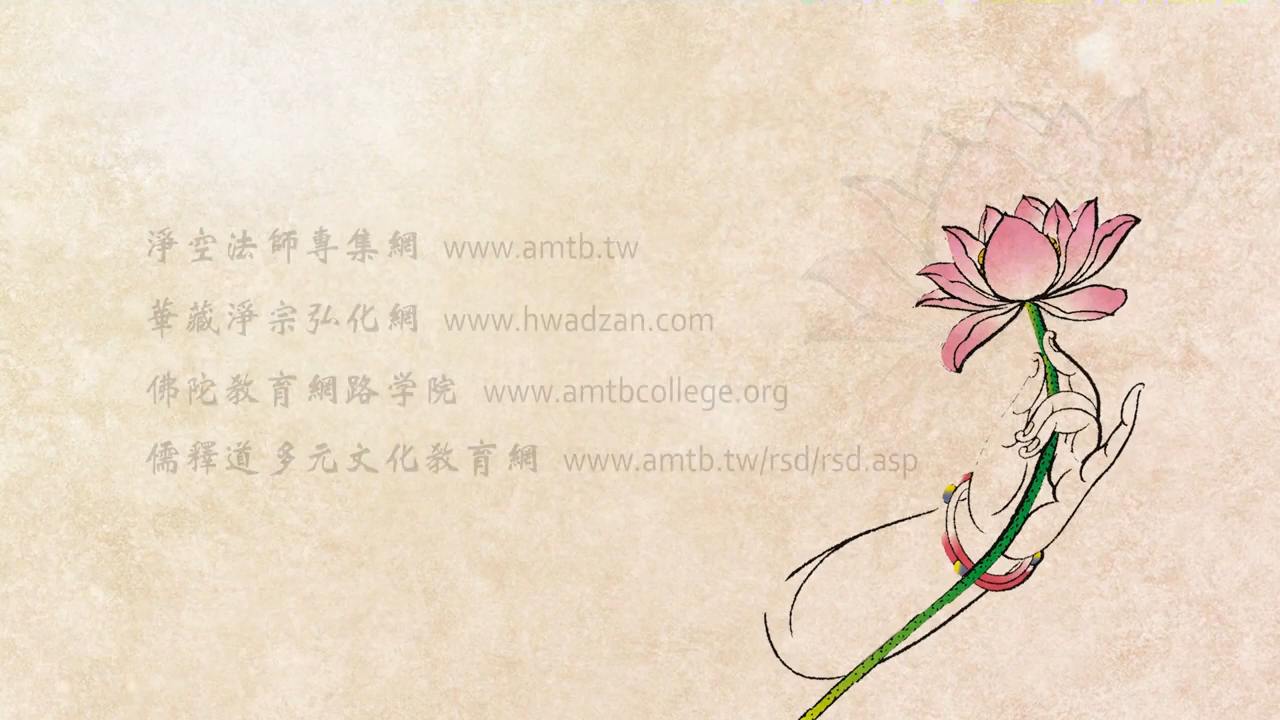 淨空法師專集網 www.amtb.tw
華藏淨宗弘化網 www.hwadzan.com
佛陀教育網路学院 www.amtbcollege.org
儒釋道多元文化教育網 www.amtb.tw/rsd/rsd.asp